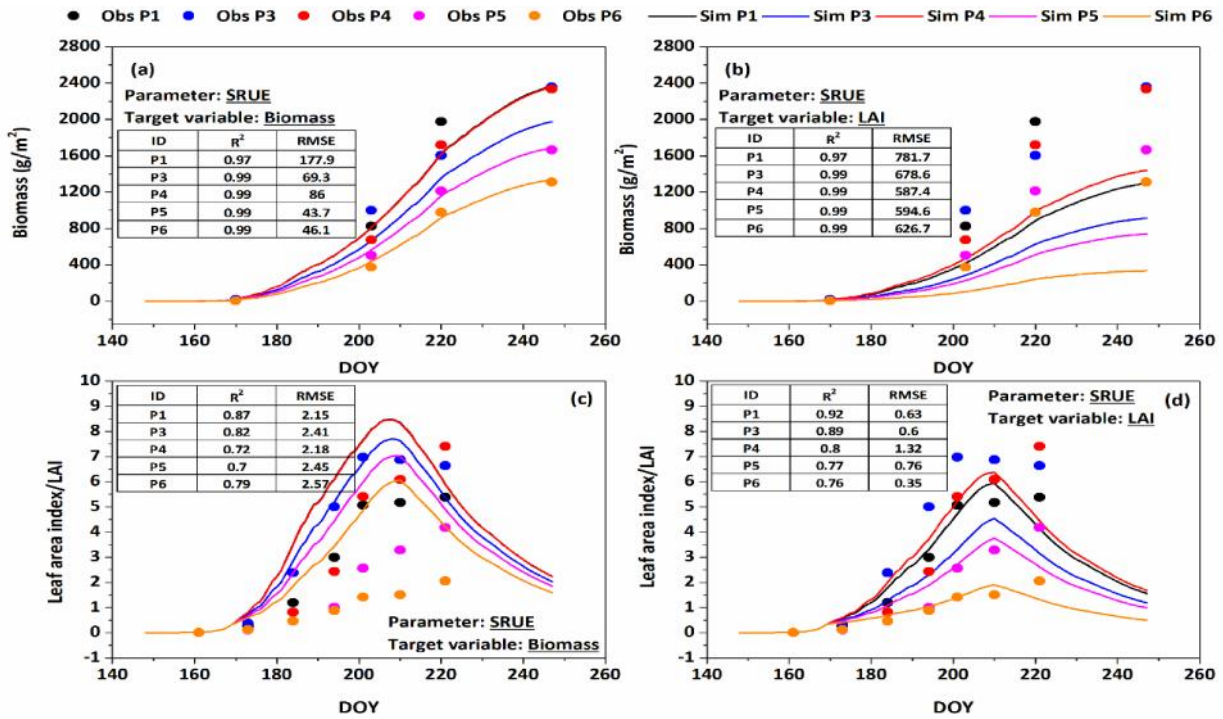 Obs P1 Obs P3 Obs P4 Obs P5 Obs P6 Sim P1 Sim P3 Sim P4 Sim P5 Sim P6
(a)
Parameter: SRUE
Target variable: Biomass
ID R² RMSE
P1 0.97 177.9
P3 0.99 69.3
P4 0.99 86
P5 0.99 43.7
P6 0.99 46.1
Biomass (g/m²)
2800
2400
2000
1600
1200
800
400
0
140 160 180 200 220 240 260
DOY
(b)
Parameter: SRUE
Target variable: LAI
ID R² RMSE
P1 0.97 781.7
P3 0.99 678.6
P4 0.99 587.4
P5 0.99 594.6
P6 0.99 626.7
Biomass (g/m²)
2800
2400
2000
1600
1200
800
400
0
140 160 180 200 220 240 260
DOY
(c)
ID R² RMSE
P1 0.87 2.15
P3 0.82 2.41
P4 0.72 2.18
P5 0.7 2.45
P6 0.79 2.57
Parameter: SRUE
Target variable: Biomass
Leaf area index/LAI
10
9
8
7
6
5
4
3
2
1
0
-1
140 160 180 200 220 240 260
DOY
(d)
Parameter: SRUE
Target variable: LAI
ID R² RMSE
P1 0.92 0.63
P3 0.89 0.6
P4 0.8 1.32
P5 0.77 0.76
P6 0.76 0.35
Leaf area index/LAI
10
9
8
7
6
5
4
3
2
1
0
-1
140 160 180 200 220 240 260
DOY